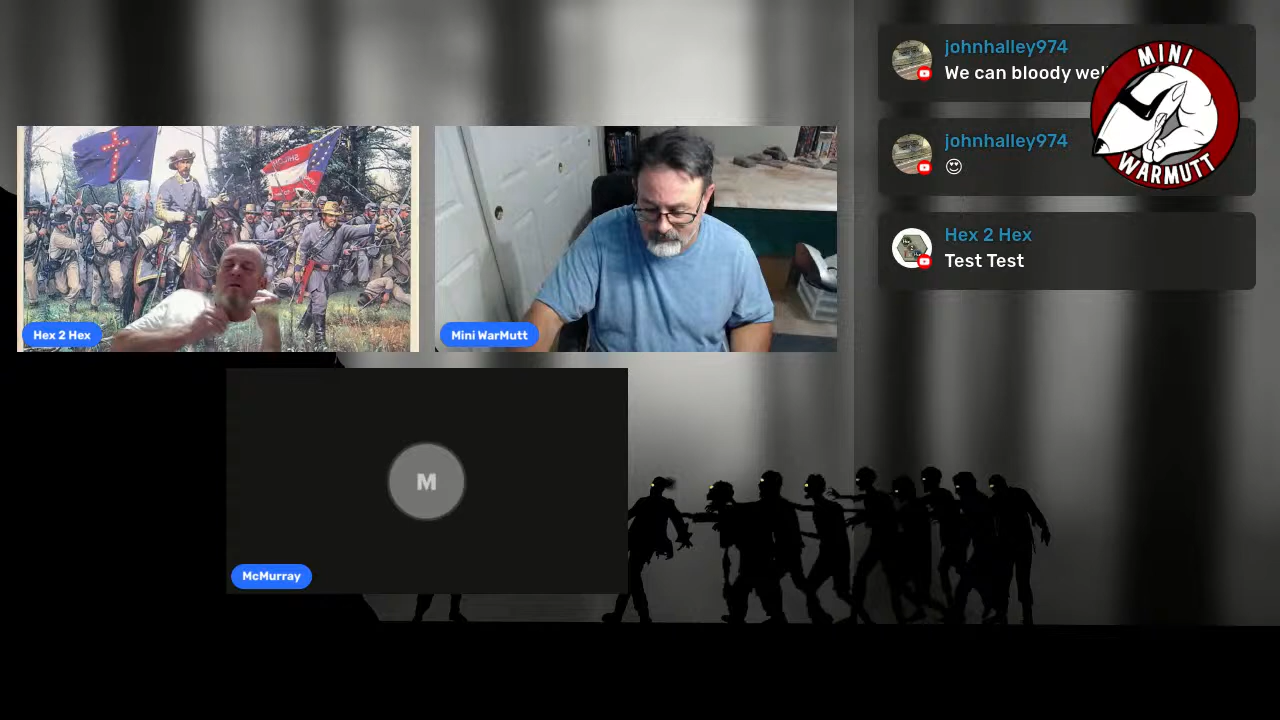 johnhalley974
We can bloody wel
MINI
WARMUTT
johnhalley974
😍
Hex 2 Hex
Test Test
Hex 2 Hex
Mini WarMutt
M
McMurray